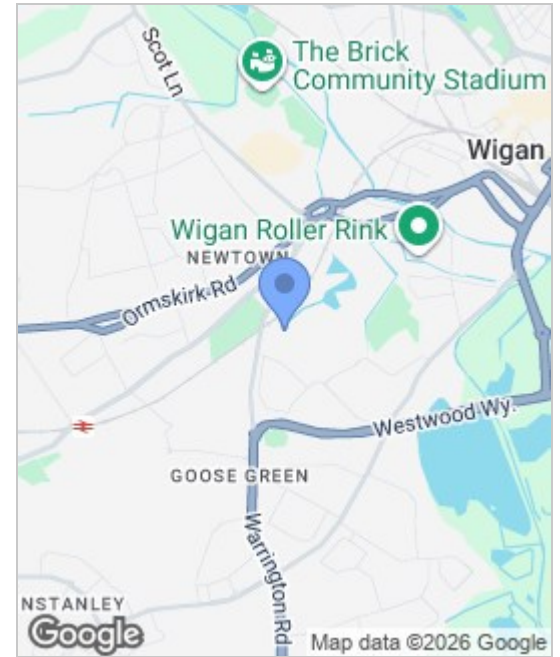 Scot Ln
The Brick
Community Stadium
Wigan
Wigan Roller Rink
NEWTOWN
Ormskirk Rd
Westwood Wy.
GOOSE GREEN
Warrington Rd
NSTANLEY
Google
Map data ©2026 Google